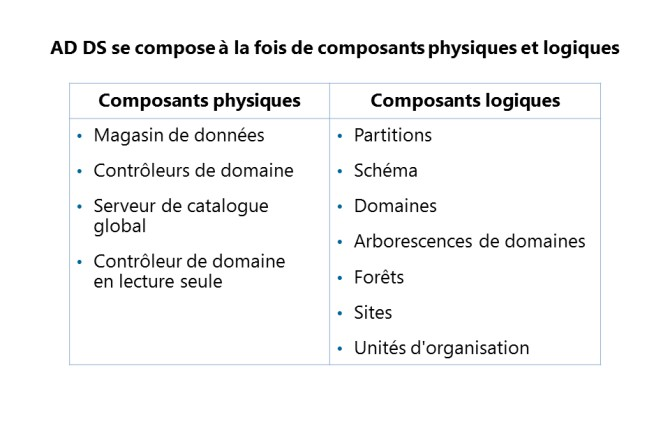 AD DS se compose à la fois de composants physiques et logiques
Composants physiques
Composants logiques
• Magasin de données
• Contrôleurs de domaine
• Serveur de catalogue
global
• Contrôleur de domaine
en lecture seule
• Partitions
• Schéma
• Domaines
• Arborescences de domaines
• Forêts
• Sites
• Unités d'organisation